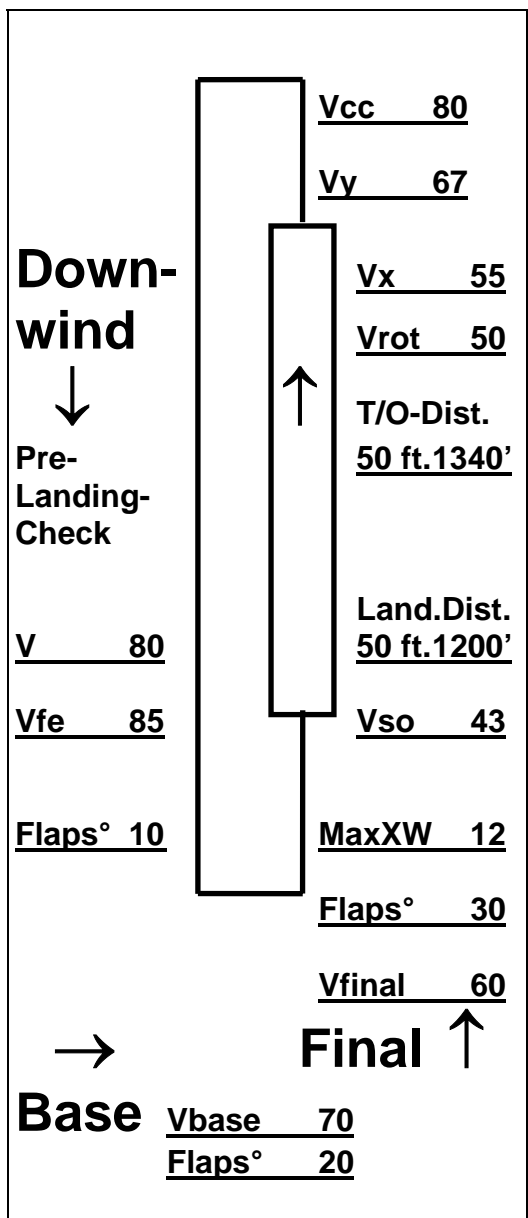 Vcc 80
Vy 67
Down-
wind
Vx 55
Vrot 50
↓
↑
T/O-Dist.
50 ft.1340’
Pre-
Landing-
Check
Land.Dist.
50 ft.1200’
V 80
Vfe 85
Vso 43
Flaps° 10
MaxXW 12
Flaps° 30
Vfinal 60
→
Final ↑
Base
Vbase 70
Flaps° 20